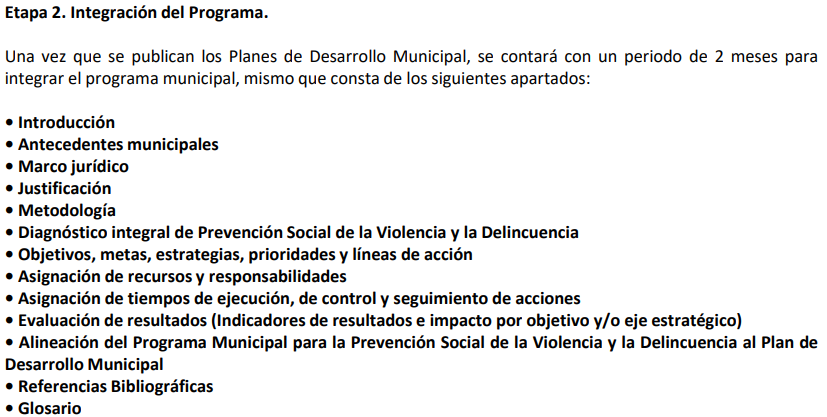 Etapa 2. Integración del Programa.
Una vez que se publican los Planes de Desarrollo Municipal, se contará con un periodo de 2 meses para
integrar el programa municipal, mismo que consta de los siguientes apartados:
• Introducción
• Antecedentes municipales
• Marco jurídico
• Justificación
• Metodología
• Diagnóstico integral de Prevención Social de la Violencia y la Delincuencia
• Objetivos, metas, estrategias, prioridades y líneas de acción
• Asignación de recursos y responsabilidades
• Asignación de tiempos de ejecución, de control y seguimiento de acciones
• Evaluación de resultados (Indicadores de resultados e impacto por objetivo y/o eje estratégico)
• Alineación del Programa Municipal para la Prevención Social de la Violencia y la Delincuencia al Plan de
Desarrollo Municipal
• Referencias Bibliográficas
• Glosario